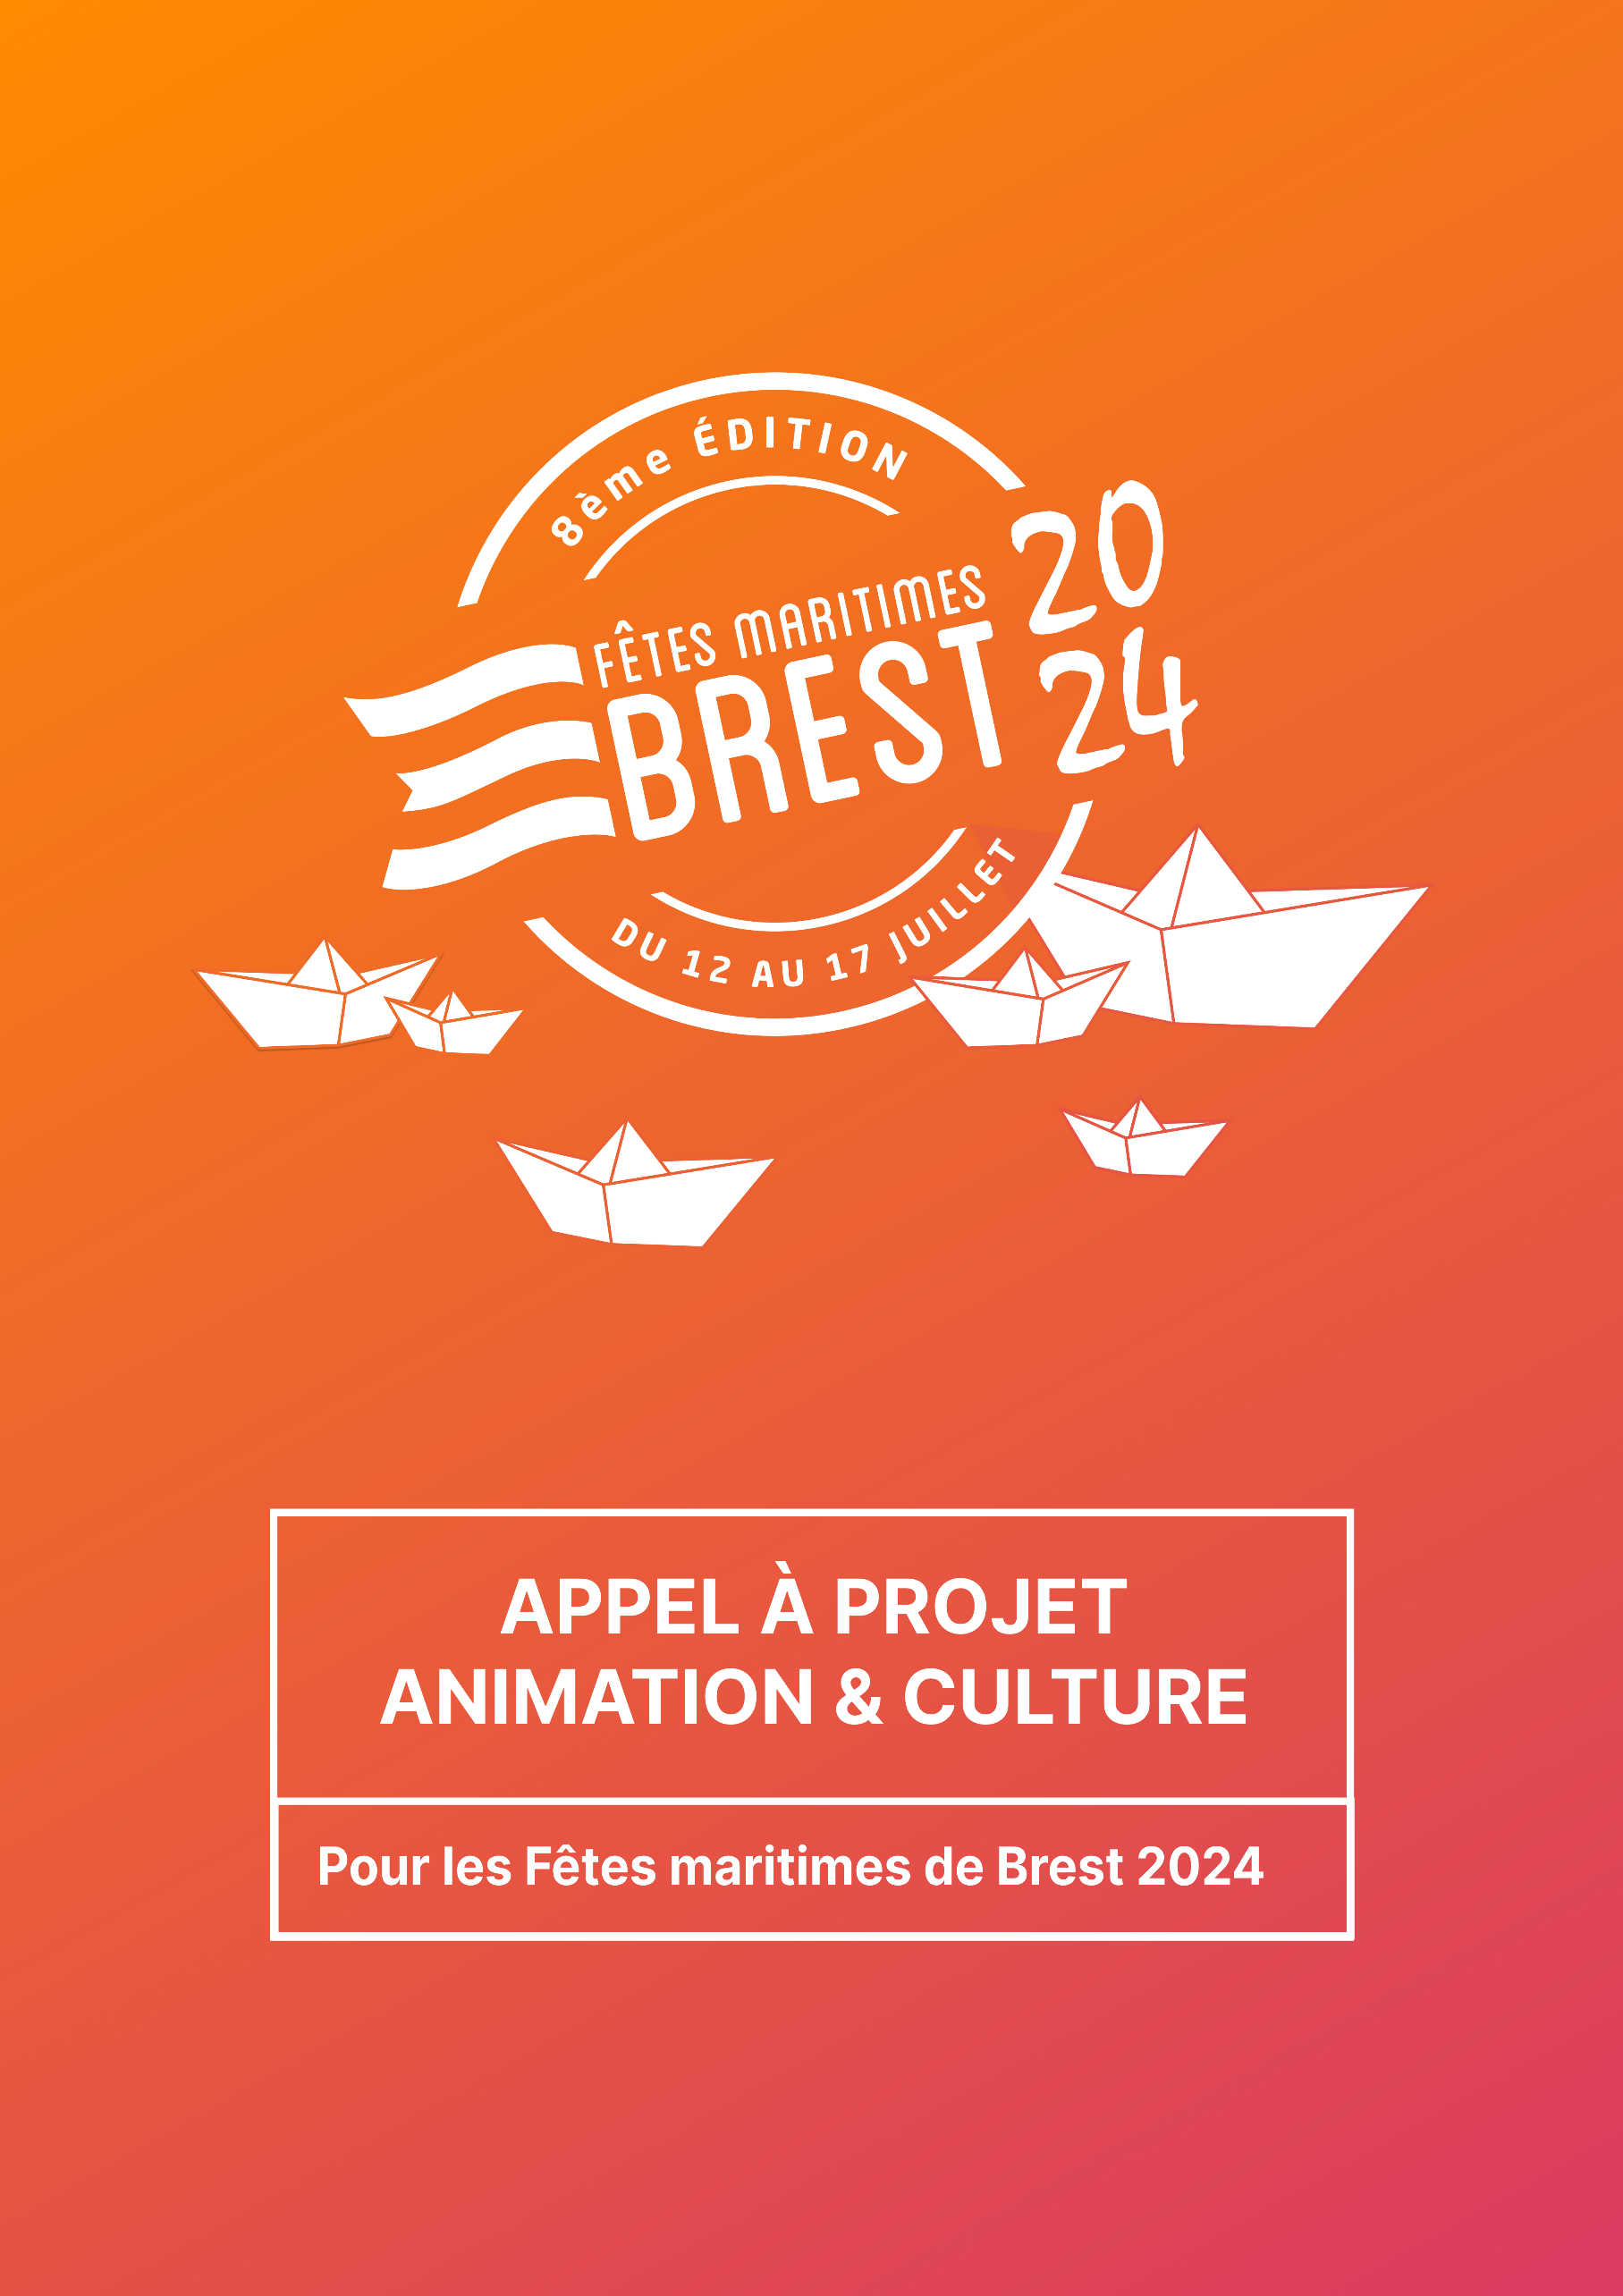 8ème ÉDITION
FÊTES MARITIMES
BREST
20
24
DU 12 AU 17 JUILLET
APPEL À PROJET
ANIMATION & CULTURE
Pour les Fêtes maritimes de Brest 2024